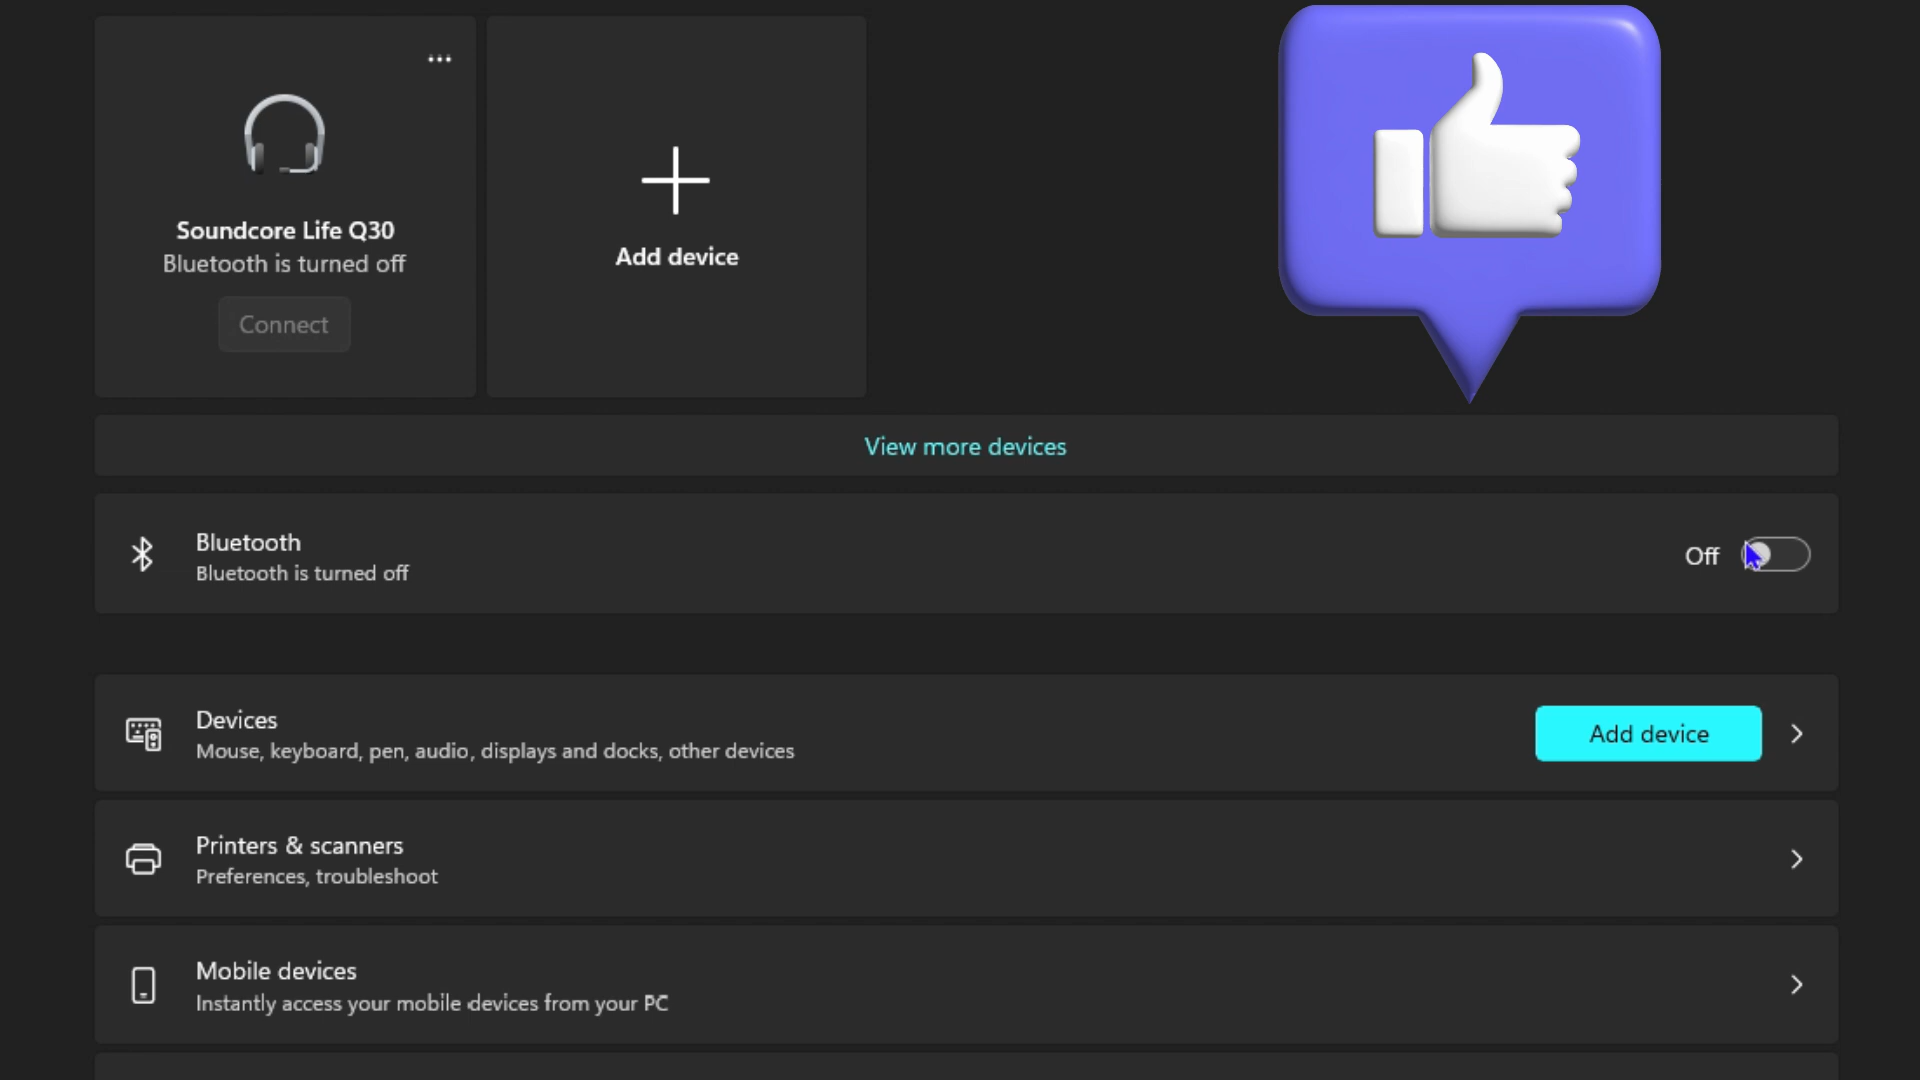 Soundcore Life Q30
Bluetooth is turned off
Connect
Add device
View more devices
Bluetooth
Bluetooth is turned off
Off
Devices
Mouse, keyboard, pen, audio, displays and docks, other devices
Add device
Printers & scanners
Preferences, troubleshoot
Mobile devices
Instantly access your mobile devices from your PC